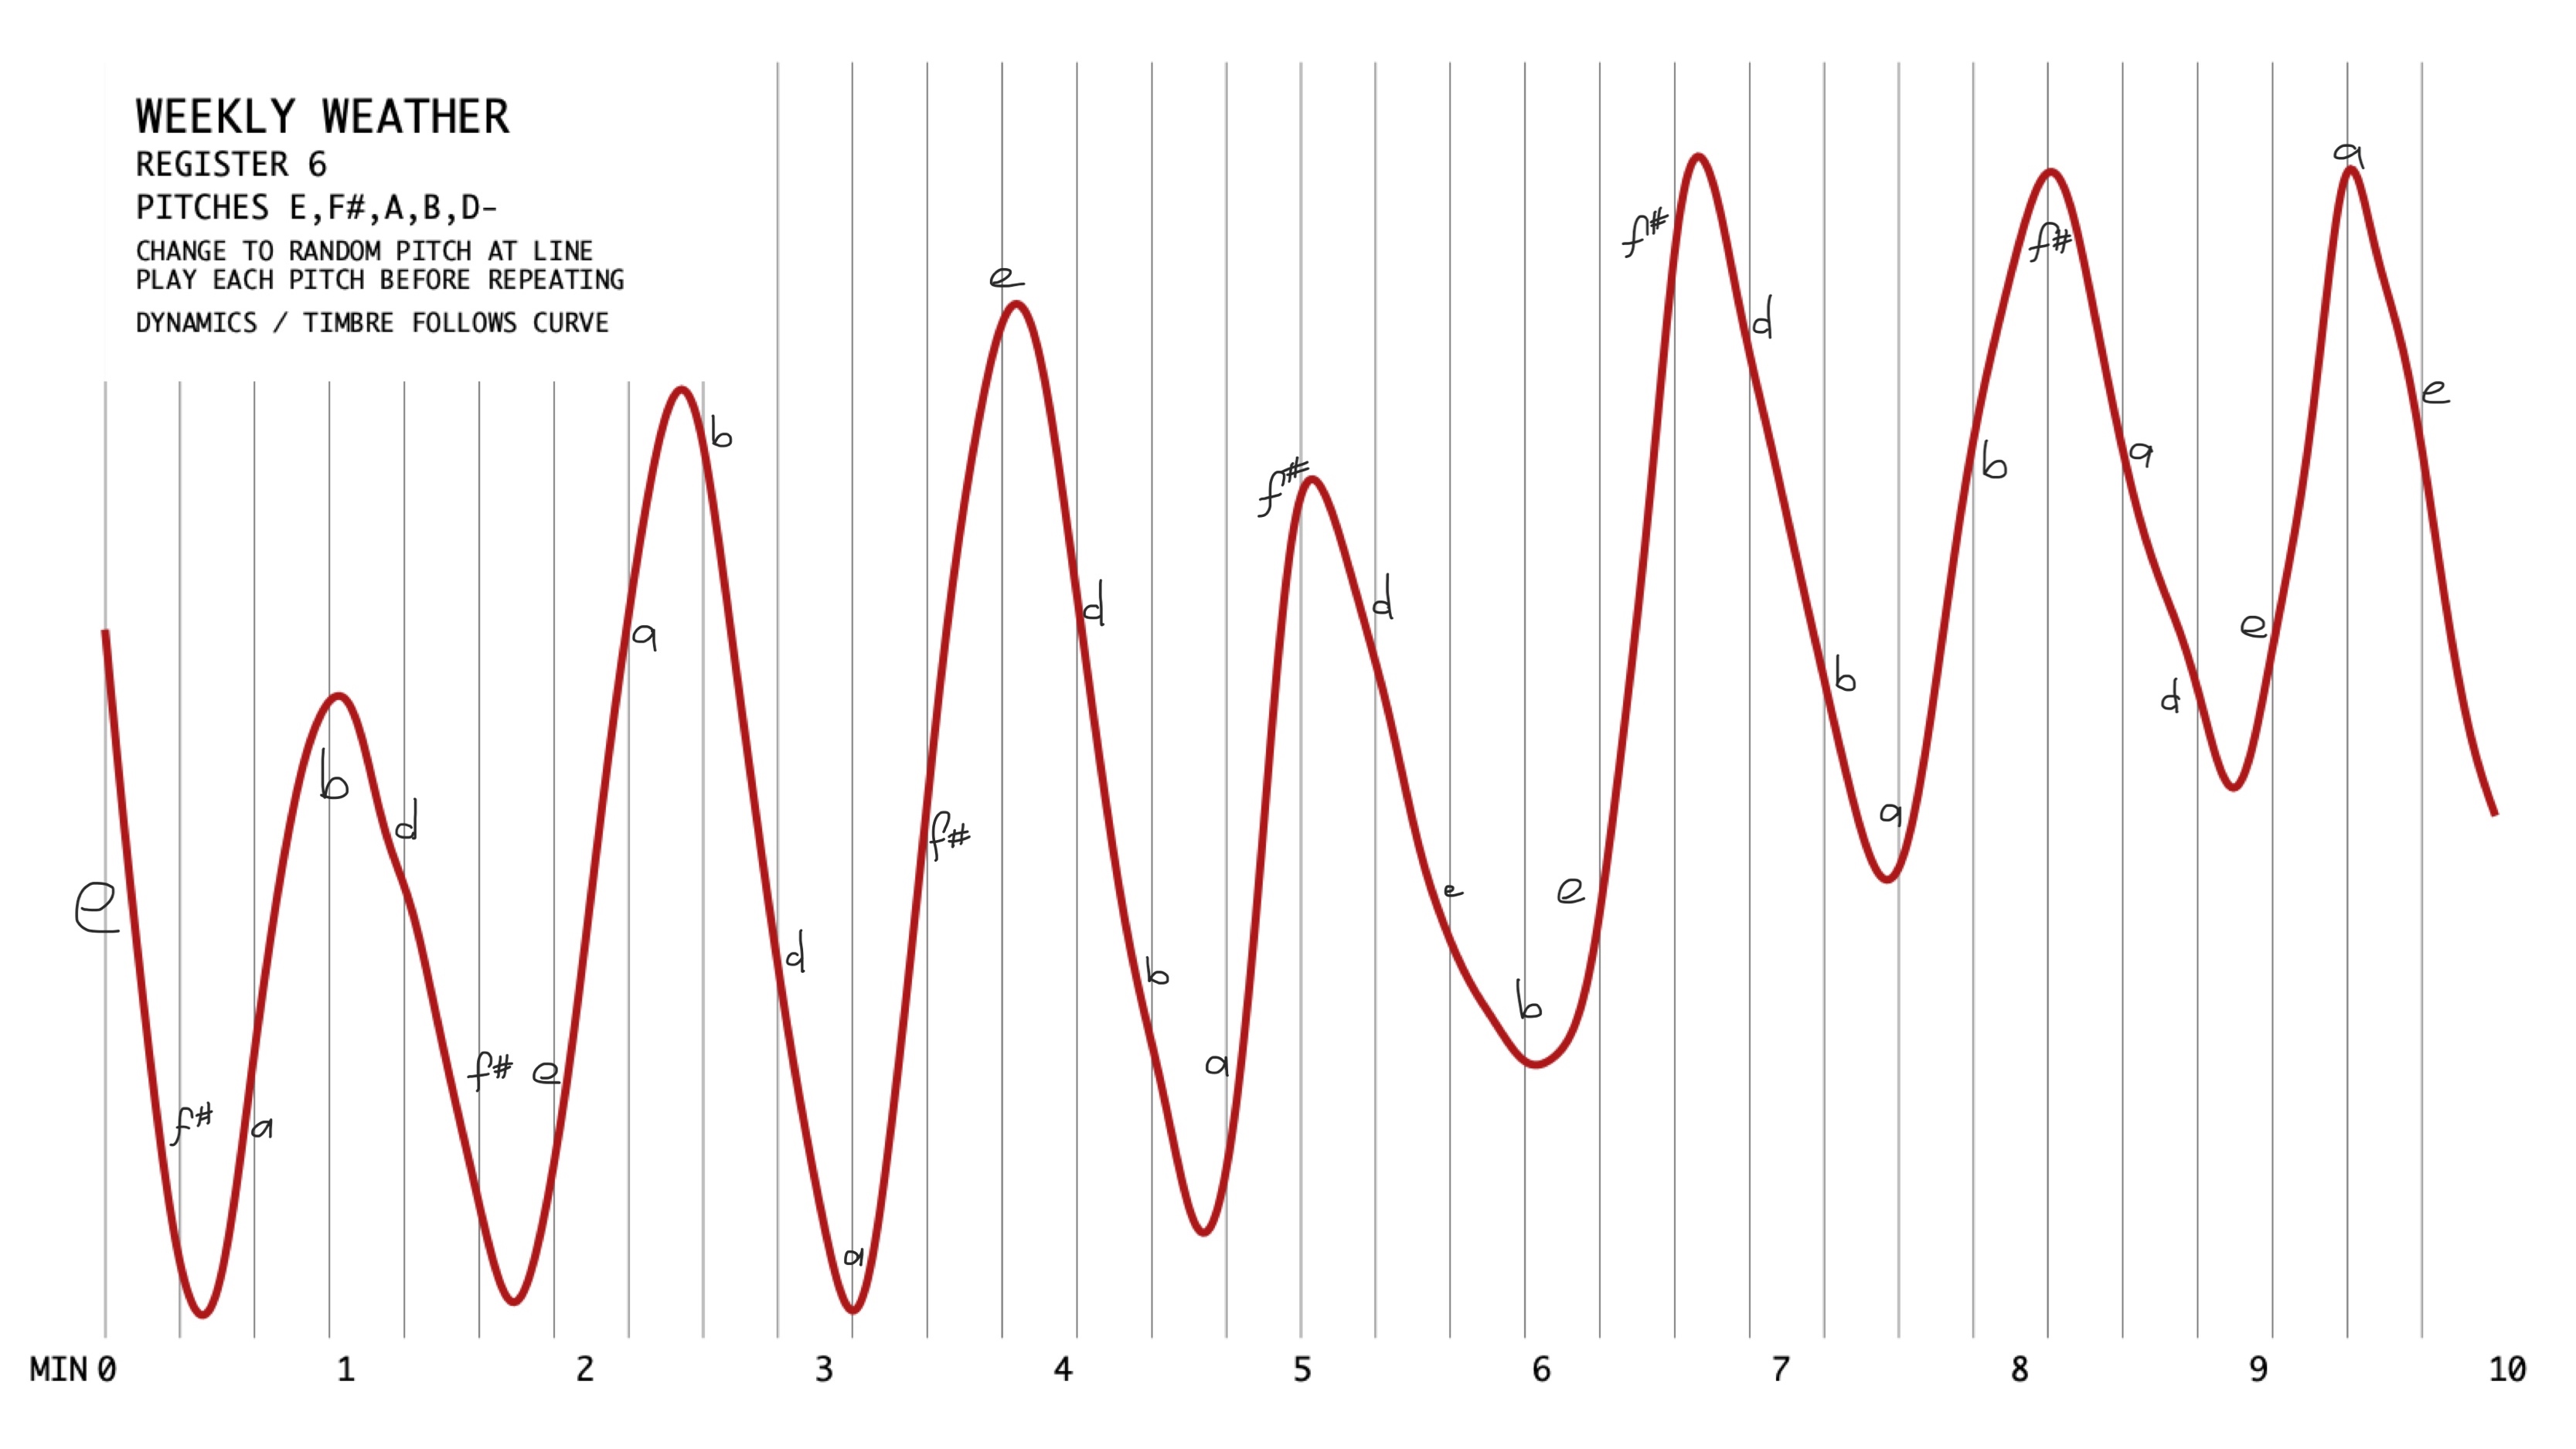 WEEKLY WEATHER
REGISTER 6
PITCHES E,F#,A,B,D-
CHANGE TO RANDOM PITCH AT LINE
PLAY EACH PITCH BEFORE REPEATING
DYNAMICS / TIMBRE FOLLOWS CURVE
e
f#
a
b
d
f#
e
a
b
d
a
f#
e
d
b
a
f#
d
e
b
e
f#
d
b
a
b
f#
a
d
e
a
e
MIN 0 1 2 3 4 5 6 7 8 9 10